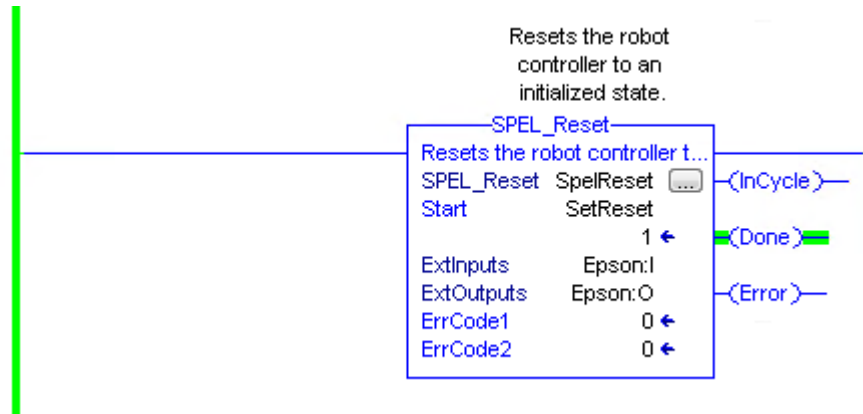 Resets the robot
controller to an
initialized state.
SPEL_Reset
Resets the robot controller t...
SPEL_Reset SpelReset ...
(InCycle)
Start SetReset
1
(Done)
ExtInputs Epson:I
ExtOutputs Epson:O
(Error)
ErrCode1 0
ErrCode2 0